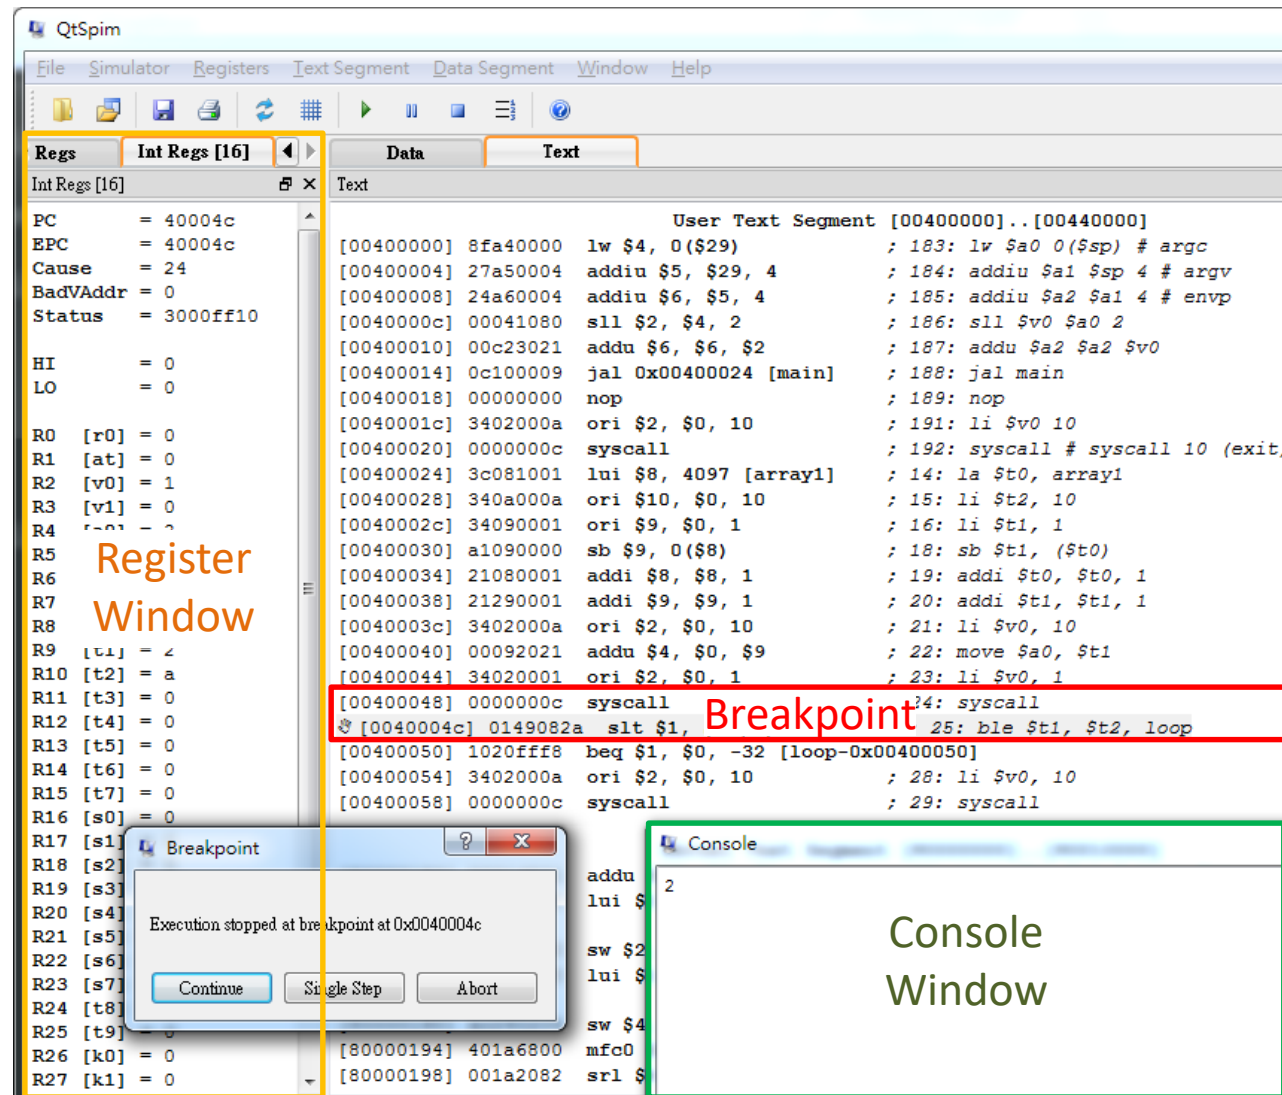 QtSpim
File Simulator Registers Text Segment Data Segment Window Help
Regs Int Regs [16] Data Text
Int Regs [16]
Text
PC = 40004c
EPC = 40004c
Cause = 24
BadVAddr = 0
Status = 3000ff10
HI = 0
LO = 0
R0 [r0] = 0
R1 [at] = 0
R2 [v0] = 1
R3 [v1] = 0
R4
R5
R6
R7
R8
R9 [t1] = 2
R10 [t2] = a
R11 [t3] = 0
R12 [t4] = 0
R13 [t5] = 0
R14 [t6] = 0
R15 [t7] = 0
R16 [s0] = 0
R17 [s1]
R18 [s2]
R19 [s3]
R20 [s4]
R21 [s5]
R22 [s6]
R23 [s7]
R24 [t8]
R25 [t9]
R26 [k0] = 0
R27 [k1] = 0
Register
Window
User Text Segment [00400000]..[00440000]
[00400000] 8fa40000 lw $4, 0($29) ; 183: lw $a0 0($sp) # argc
[00400004] 27a50004 addiu $5, $29, 4 ; 184: addiu $a1 $sp 4 # argv
[00400008] 24a60004 addiu $6, $5, 4 ; 185: addiu $a2 $a1 4 # envp
[0040000c] 00041080 sll $2, $4, 2 ; 186: sll $v0 $a0 2
[00400010] 00c23021 addu $6, $6, $2 ; 187: addu $a2 $a2 $v0
[00400014] 0c100009 jal 0x00400024 [main] ; 188: jal main
[00400018] 00000000 nop ; 189: nop
[0040001c] 3402000a ori $2, $0, 10 ; 191: li $v0 10
[00400020] 0000000c syscall ; 192: syscall # syscall 10 (exit)
[00400024] 3c081001 lui $8, 4097 [array1] ; 14: la $t0, array1
[00400028] 340a000a ori $10, $0, 10 ; 15: li $t2, 10
[0040002c] 34090001 ori $9, $0, 1 ; 16: li $t1, 1
[00400030] a1090000 sb $9, 0($8) ; 18: sb $t1, ($t0)
[00400034] 21080001 addi $8, $8, 1 ; 19: addi $t0, $t0, 1
[00400038] 21290001 addi $9, $9, 1 ; 20: addi $t1, $t1, 1
[0040003c] 3402000a ori $2, $0, 10 ; 21: li $v0, 10
[00400040] 00092021 addu $4, $0, $9 ; 22: move $a0, $t1
[00400044] 34020001 ori $2, $0, 1 ; 23: li $v0, 1
[00400048] 0000000c syscall 24: syscall
[0040004c] 0149082a slt $1, 25: ble $t1, $t2, loop
Breakpoint
[00400050] 1020fff8 beq $1, $0, -32 [loop-0x00400050]
[00400054] 3402000a ori $2, $0, 10 ; 28: li $v0, 10
[00400058] 0000000c syscall ; 29: syscall
addu
lui $
sw $2
lui $
sw $4
[80000194] 401a6800 mfc0
[80000198] 001a2082 srl $
Breakpoint
Execution stopped at breakpoint at 0x0040004c
Continue Single Step Abort
Console
2
Console
Window